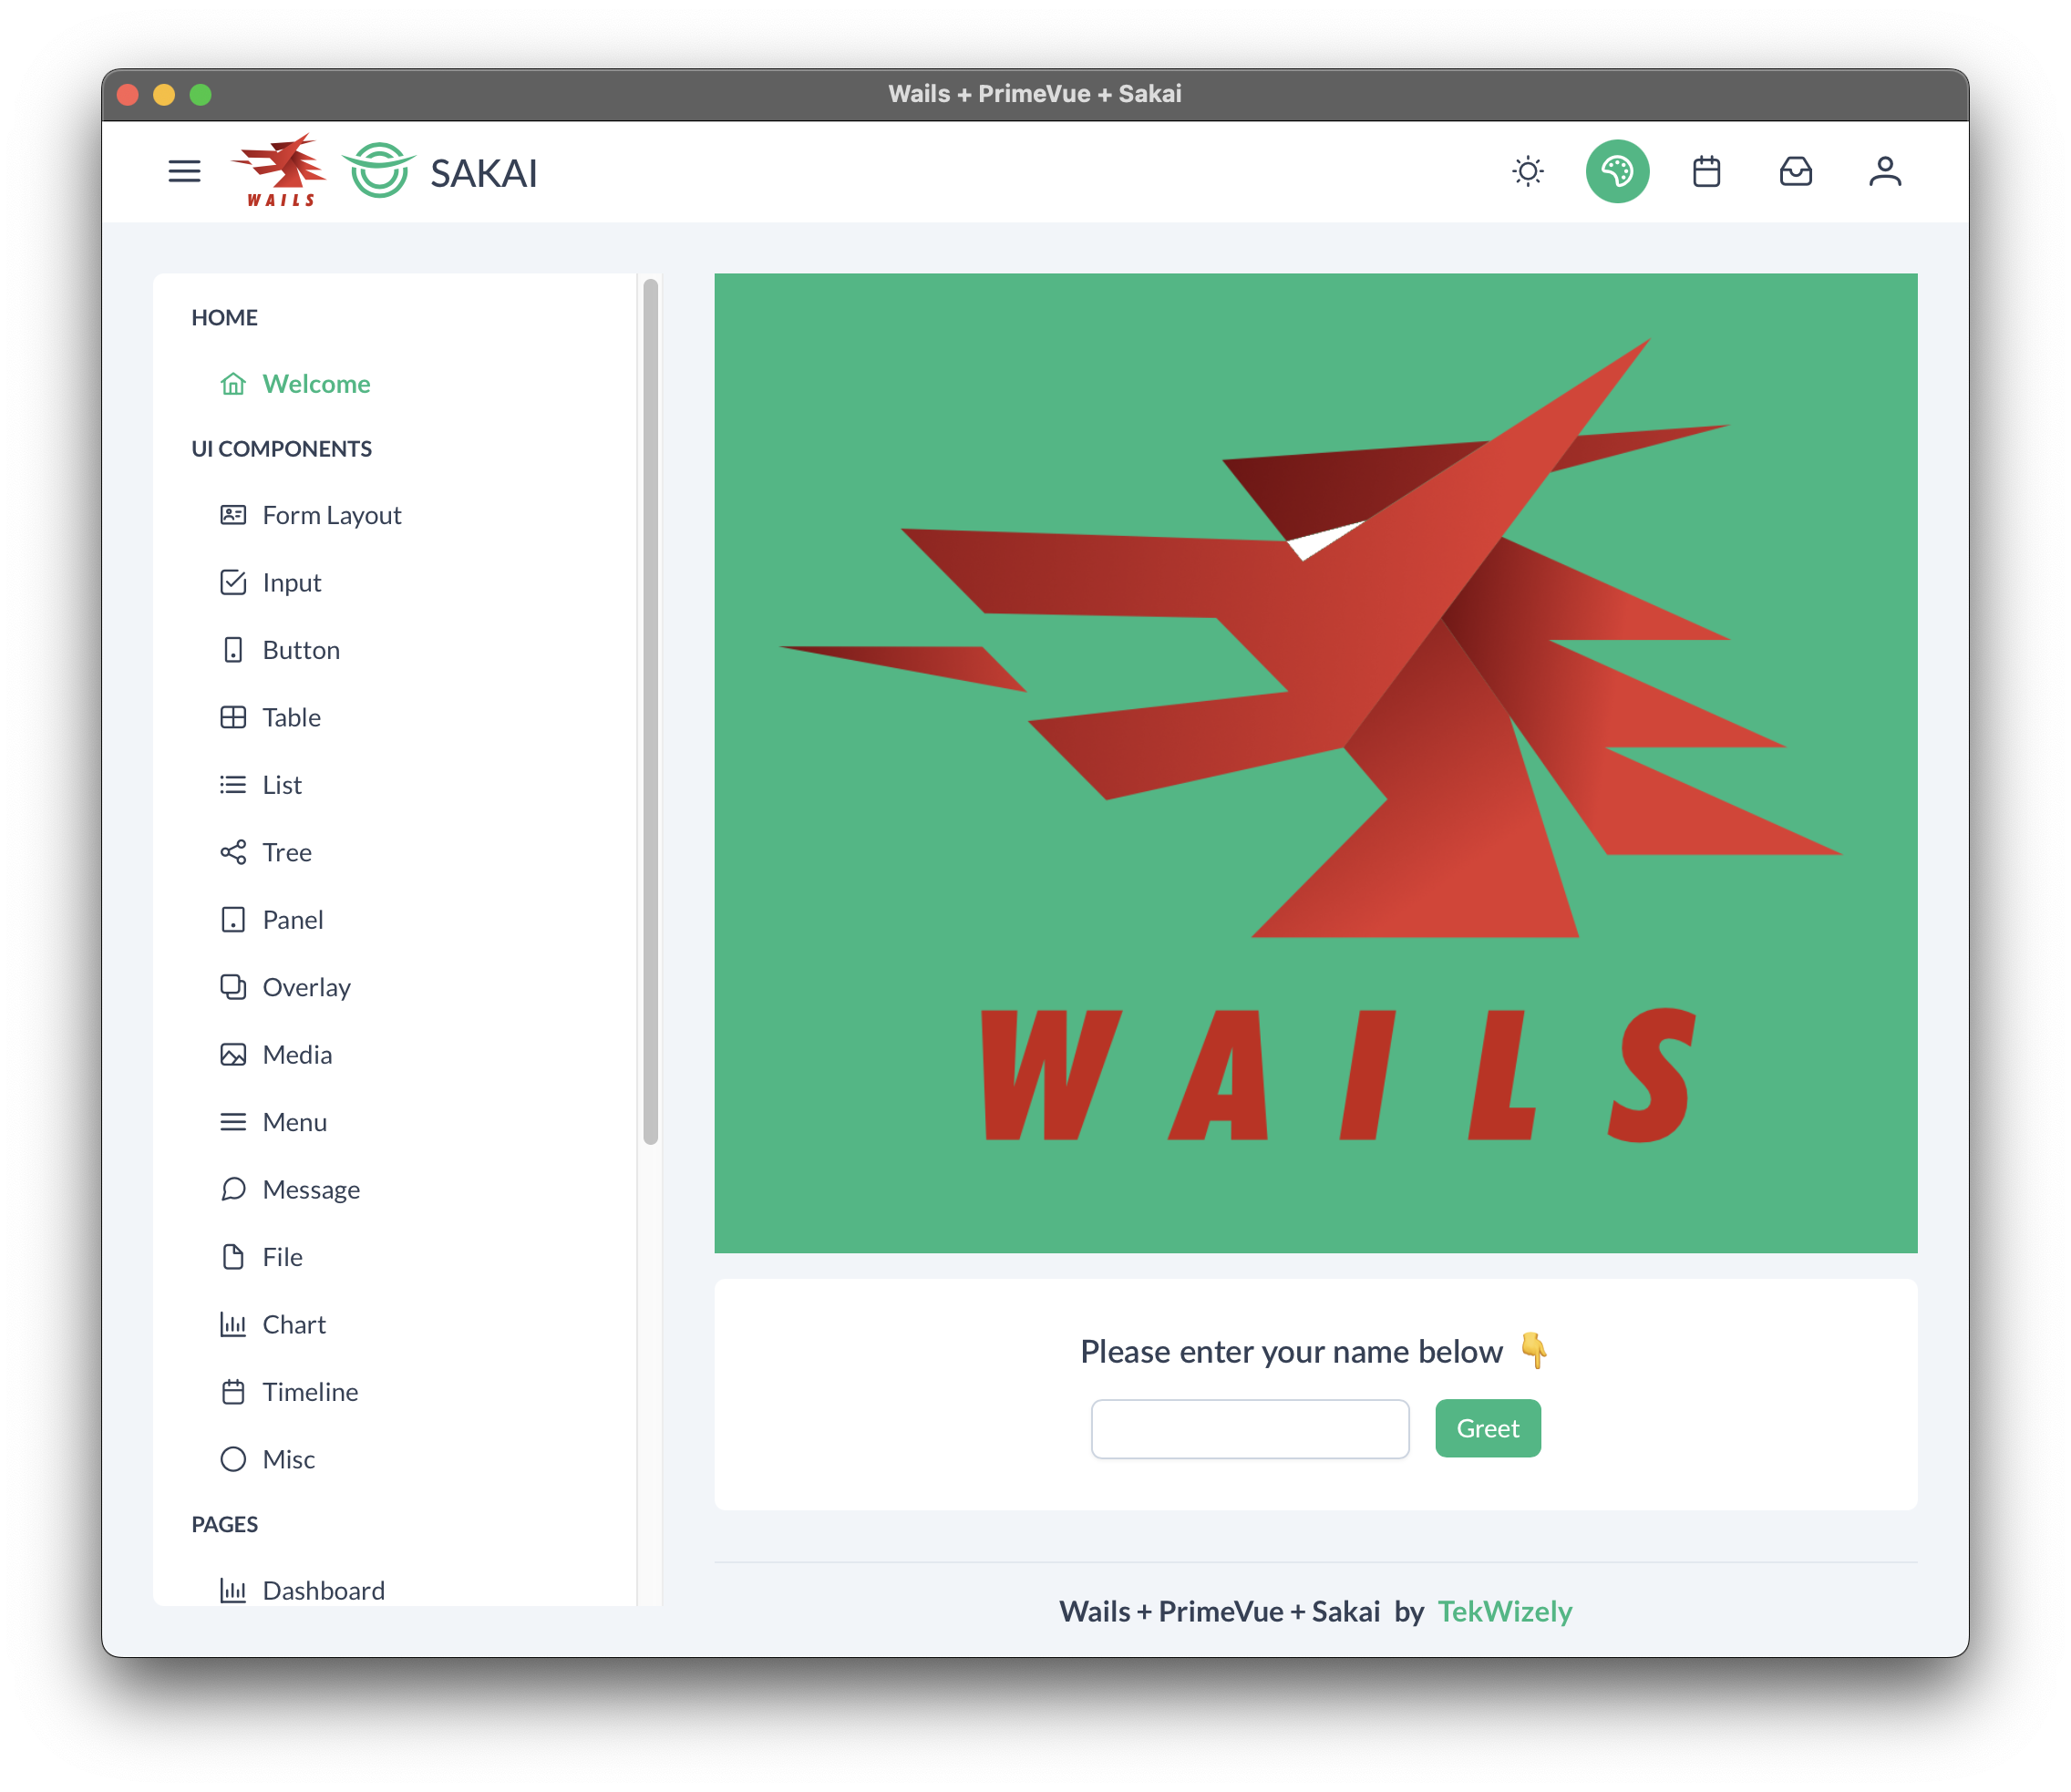 Wails + PrimeVue + Sakai
WAILS
SAKAI
HOME
Welcome
UI COMPONENTS
Form Layout
Input
Button
Table
List
Tree
Panel
Overlay
Media
Menu
Message
File
Chart
Timeline
Misc
PAGES
Dashboard
WAILS
Please enter your name below 👇
Greet
Wails + PrimeVue + Sakai by TekWizely